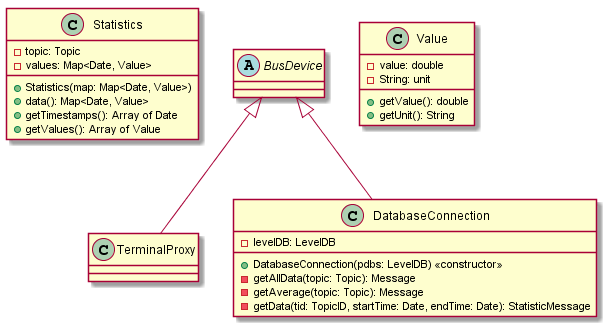 C Statistics
topic: Topic
values: Map<Date, Value>
Statistics(map: Map<Date, Value>)
data(): Map<Date, Value>
getTimestamps(): Array of Date
getValues(): Array of Value
A BusDevice
C Value
value: double
String: unit
getValue(): double
getUnit(): String
C TerminalProxy
C DatabaseConnection
levelDB: LevelDB
DatabaseConnection(pdbs: LevelDB) «constructor»
getAllData(topic: Topic): Message
getAverage(topic: Topic): Message
getData(tid: TopicID, startTime: Date, endTime: Date): StatisticMessage